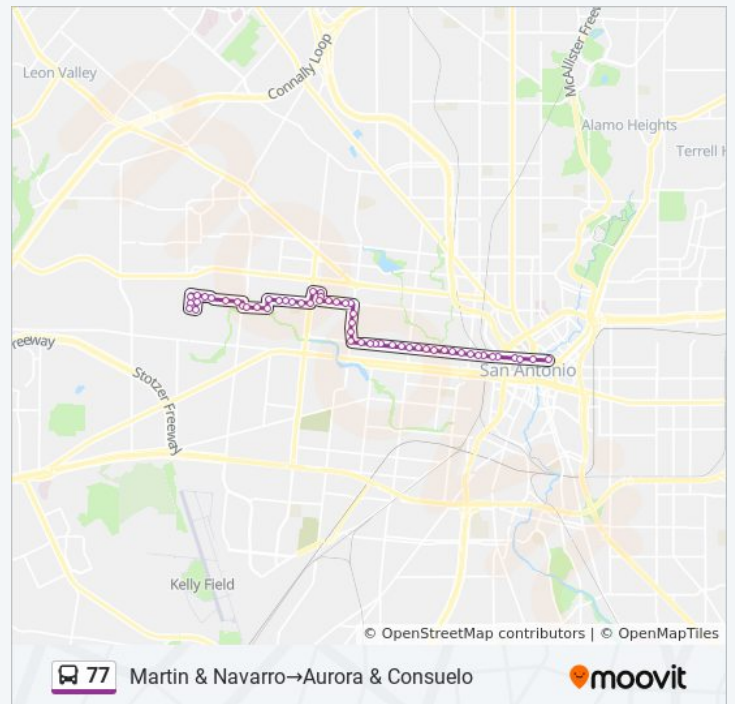 Leon Valley
Connally Loop
McAllister Freew
Alamo Heights
Terrell H
reeway
Stotzer Freeway
San Antonio
Kelly Field
© OpenStreetMap contributors | © OpenMapTiles
77 Martin & Navarro→Aurora & Consuelo
moovit